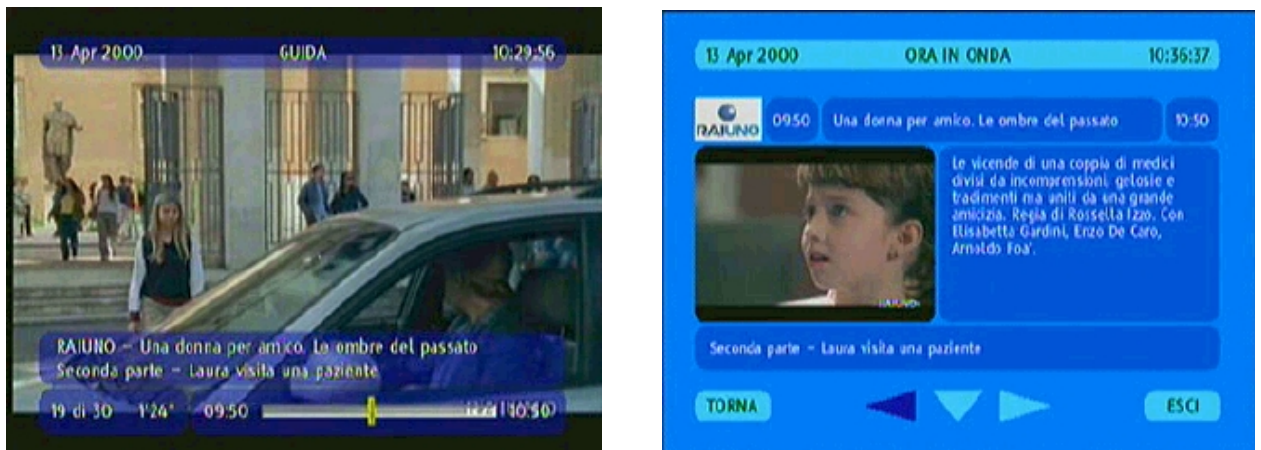 13 Apr 2000 GUIDA 10:29:56
RAIUNO – Una donna per amico. Le ombre del passato
Seconda parte – Laura visita una paziente
19 di 30 1'24" 09:50 10:50
13 Apr 2000 ORA IN ONDA 10:36:37
RAIUNO 09:50 Una donna per amico. Le ombre del passato 10:50
Le vicende di una coppia di medici
divisi da incomprensioni, gelosie e
tradimenti ma uniti da una grande
amicizia. Regia di Rossella Izzo. Con
Elisabetta Gardini, Enzo De Caro,
Arnoldo Foa'.
RAIUNO
Seconda parte – Laura visita una paziente
TORNA ESCI